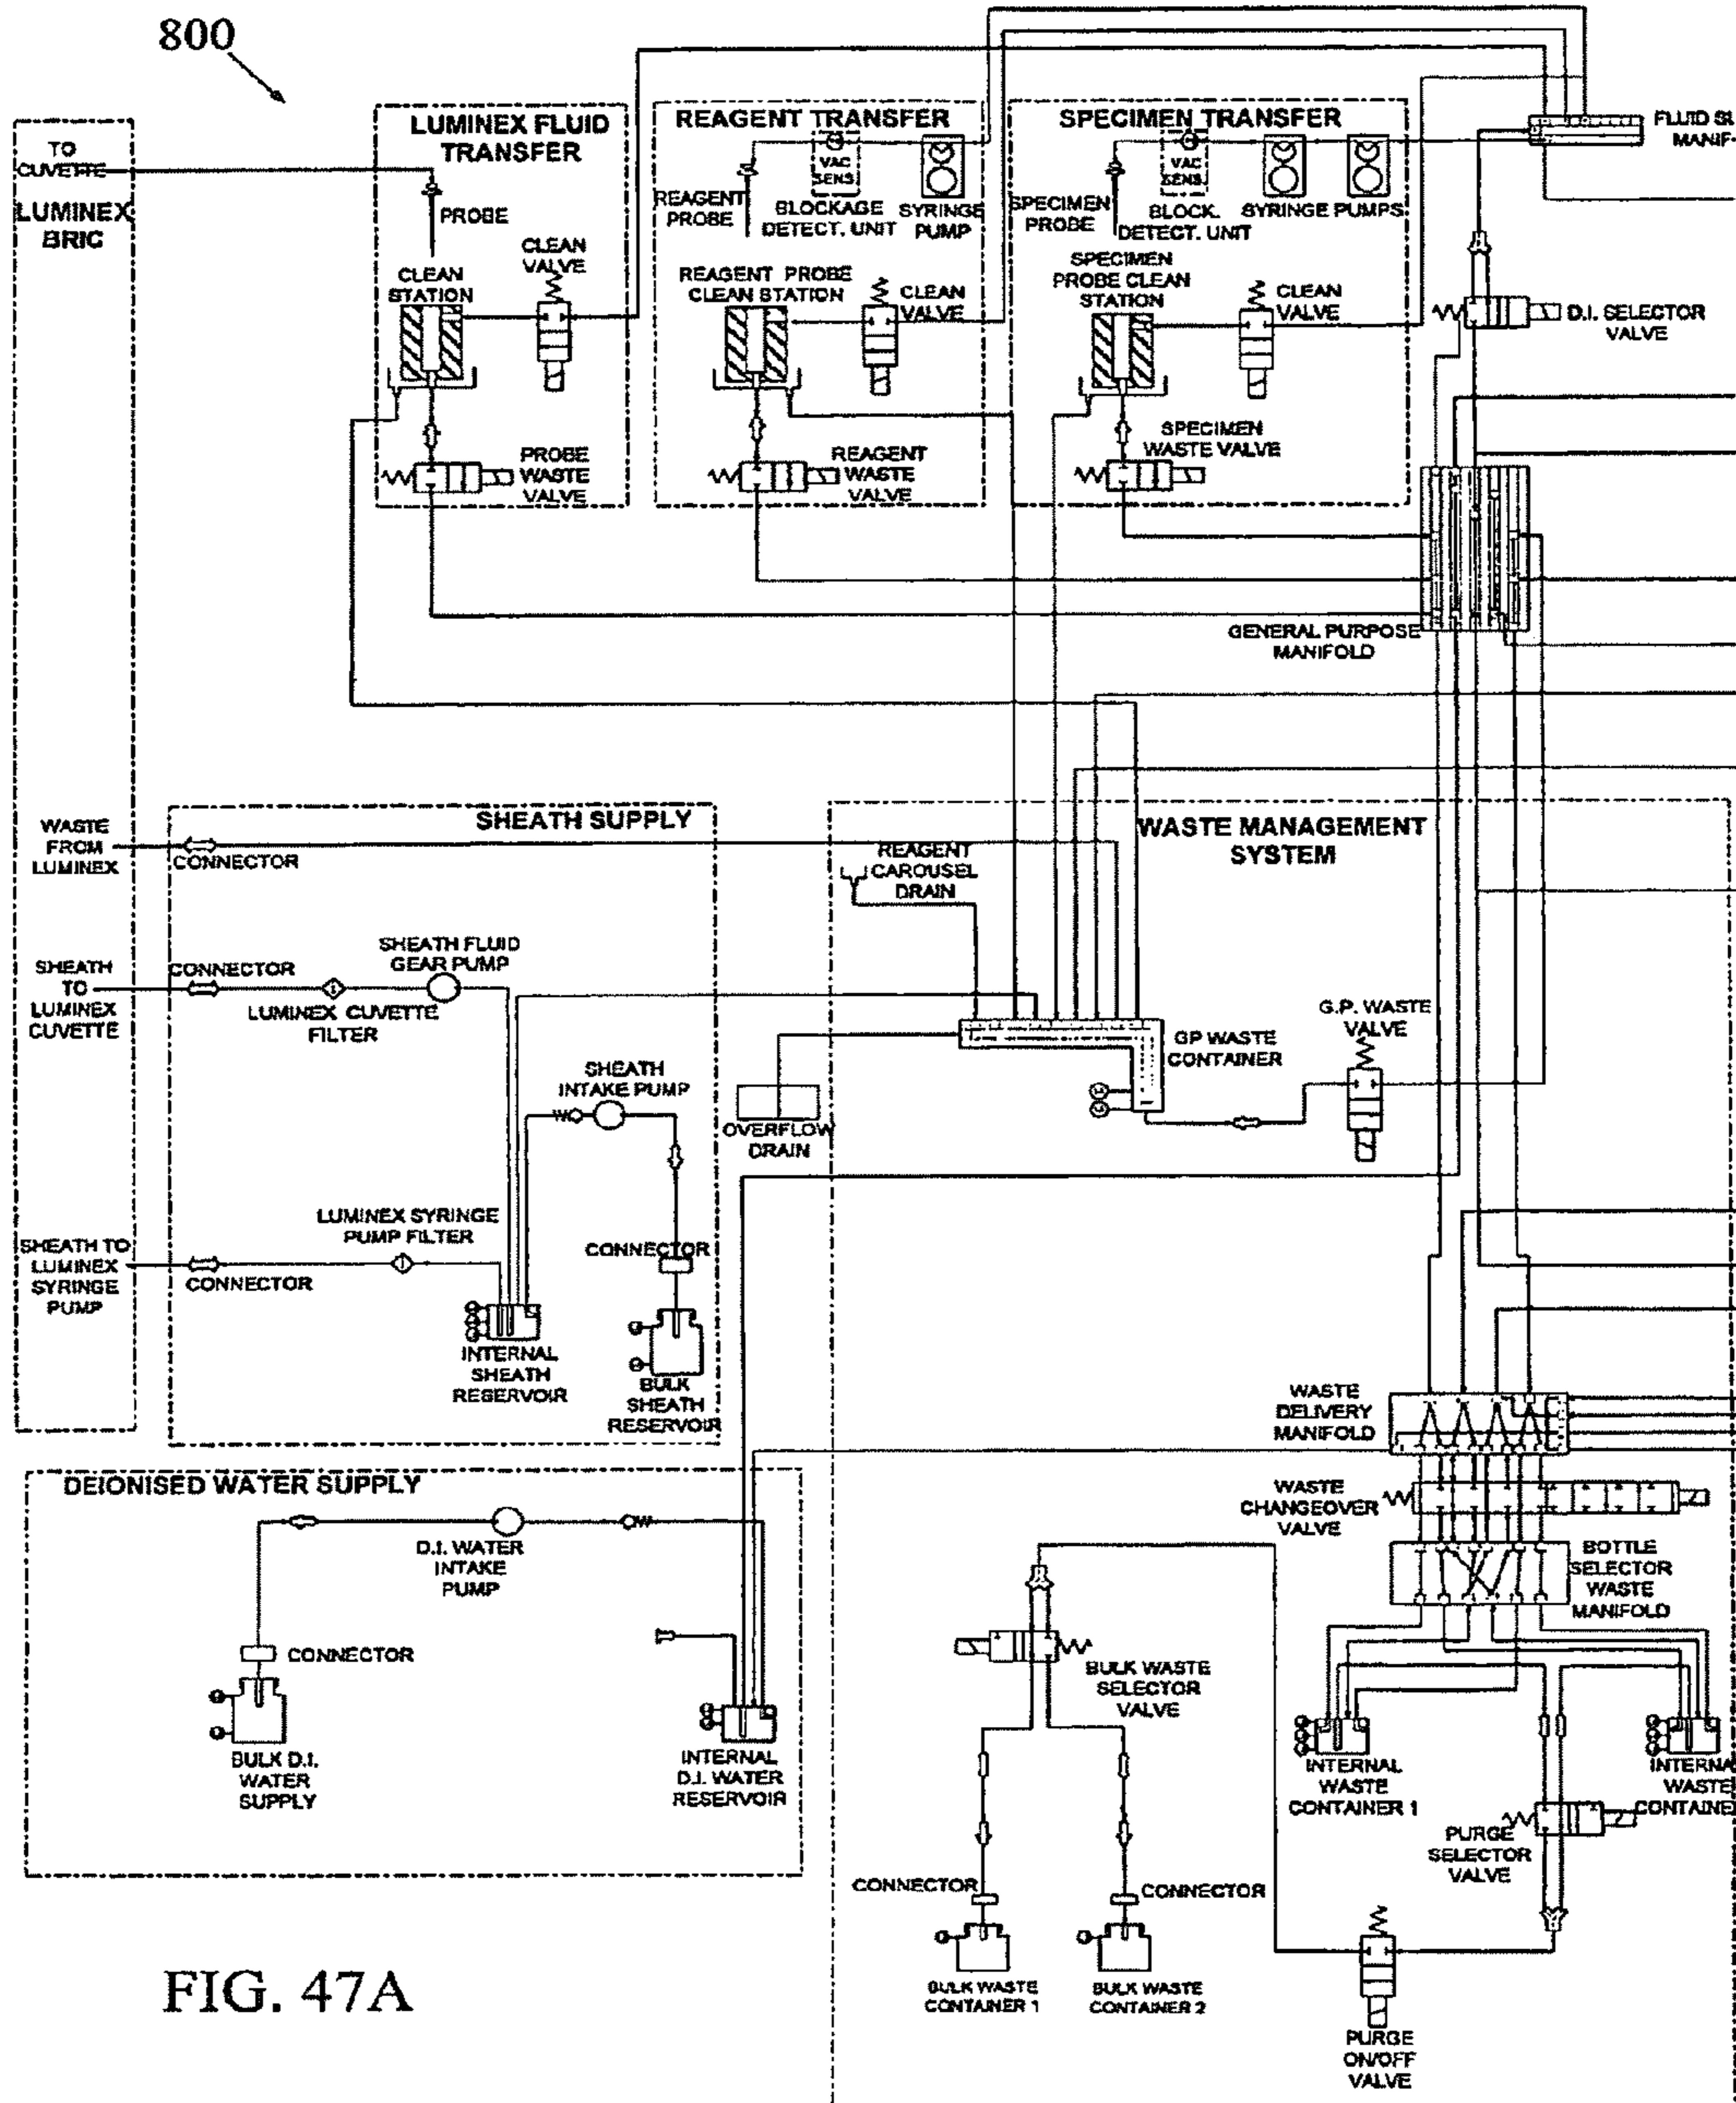 800
TO
CUVETTE
LUMINEX
BRIC
LUMINEX FLUID
TRANSFER
PROBE
CLEAN
VALVE
CLEAN
STATION
PROBE
WASTE
VALVE
REAGENT TRANSFER
VAC
SENS.
REAGENT
PROBE
BLOCKAGE
DETECT. UNIT
SYRINGE
PUMP
REAGENT PROBE
CLEAN STATION
CLEAN
VALVE
REAGENT
WASTE
VALVE
SPECIMEN TRANSFER
VAC
SENS.
SPECIMEN
PROBE
BLOCK.
DETECT. UNIT
SYRINGE PUMPS
SPECIMEN
PROBE CLEAN
STATION
CLEAN
VALVE
SPECIMEN
WASTE VALVE
FLUID
MANIF
D.I. SELECTOR
VALVE
GENERAL PURPOSE
MANIFOLD
WASTE
FROM
LUMINEX
SHEATH
TO
LUMINEX
CUVETTE
SHEATH TO
LUMINEX
SYRINGE
PUMP
SHEATH SUPPLY
CONNECTOR
CONNECTOR
SHEATH FLUID
GEAR PUMP
LUMINEX CUVETTE
FILTER
SHEATH
INTAKE PUMP
LUMINEX SYRINGE
PUMP FILTER
CONNECTOR
CONNECTOR
INTERNAL
SHEATH
RESERVOIR
BULK
SHEATH
RESERVOIR
WASTE MANAGEMENT
SYSTEM
REAGENT
CAROUSEL
DRAIN
GP WASTE
CONTAINER
G.P. WASTE
VALVE
OVERFLOW
DRAIN
WASTE
DELIVERY
MANIFOLD
WASTE
CHANGEOVER
VALVE
BOTTLE
SELECTOR
WASTE
MANIFOLD
BULK WASTE
SELECTOR
VALVE
INTERNAL
WASTE
CONTAINER 1
INTERNA
WASTE
CONTAINE
PURGE
SELECTOR
VALVE
CONNECTOR
CONNECTOR
BULK WASTE
CONTAINER 1
BULK WASTE
CONTAINER 2
PURGE
ON/OFF
VALVE
DEIONISED WATER SUPPLY
D.I. WATER
INTAKE
PUMP
CONNECTOR
BULK D.I.
WATER
SUPPLY
INTERNAL
D.I. WATER
RESERVOIR
FIG. 47A